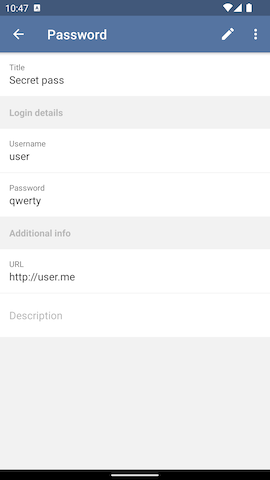 10:47
Password
Title
Secret pass
Login details
Username
user
Password
qwerty
Additional info
URL
http://user.me
Description